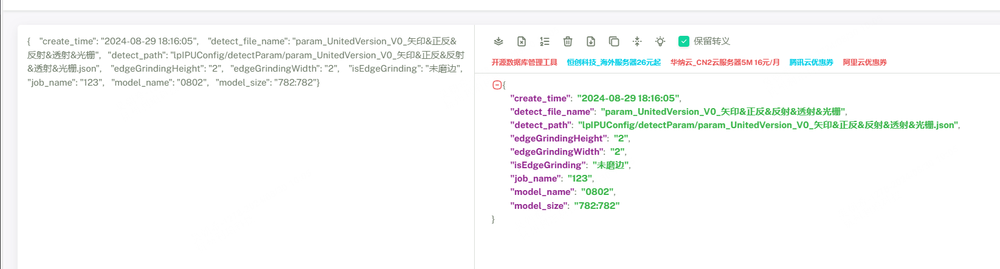 {    "create_time": "2024-08-29 18:16:05",    "detect_file_name": "param_UnitedVersion_V0_矢印&正反&
反射&透射&光栅",    "detect_path": "lpIPUConfig/detectParam/param_UnitedVersion_V0_矢印&正反&反射
&透射&光栅.json",    "edgeGrindingHeight": "2",    "edgeGrindingWidth": "2",    "isEdgeGrinding": "未磨边",
"job_name": "123",    "model_name": "0802",    "model_size": "782:782"}
保留转义
开源数据库管理工具 恒创科技_海外服务器26元起 华纳云_CN2云服务器5M 16元/月 腾讯云优惠券 阿里云优惠券
{
"create_time": "2024-08-29 18:16:05",
"detect_file_name": "param_UnitedVersion_V0_矢印&正反&反射&透射&光栅",
"detect_path": "lpIPUConfig/detectParam/param_UnitedVersion_V0_矢印&正反&反射&透射&光栅.json",
"edgeGrindingHeight": "2",
"edgeGrindingWidth": "2",
"isEdgeGrinding": "未磨边",
"job_name": "123",
"model_name": "0802",
"model_size": "782:782"
}